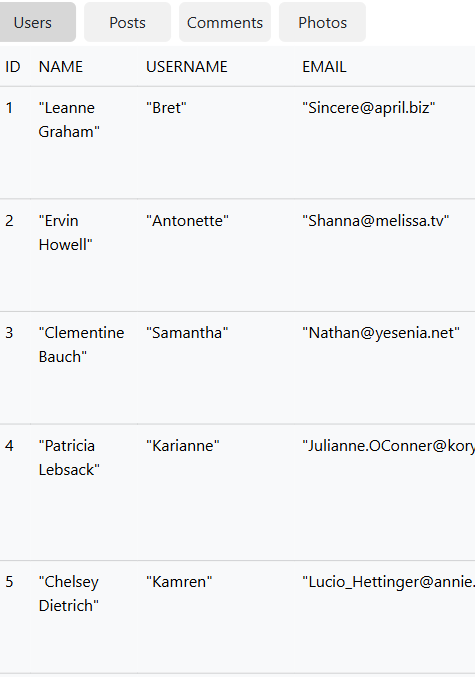 Users Posts Comments Photos
ID NAME USERNAME EMAIL
1 "Leanne "Bret" "Sincere@april.biz"
Graham"
2 "Ervin "Antonette" "Shanna@melissa.tv"
Howell"
3 "Clementine "Samantha" "Nathan@yesenia.net"
Bauch"
4 "Patricia "Karianne" "Julianne.OConner@kory
Lebsack"
5 "Chelsey "Kamren" "Lucio_Hettinger@annie.
Dietrich"